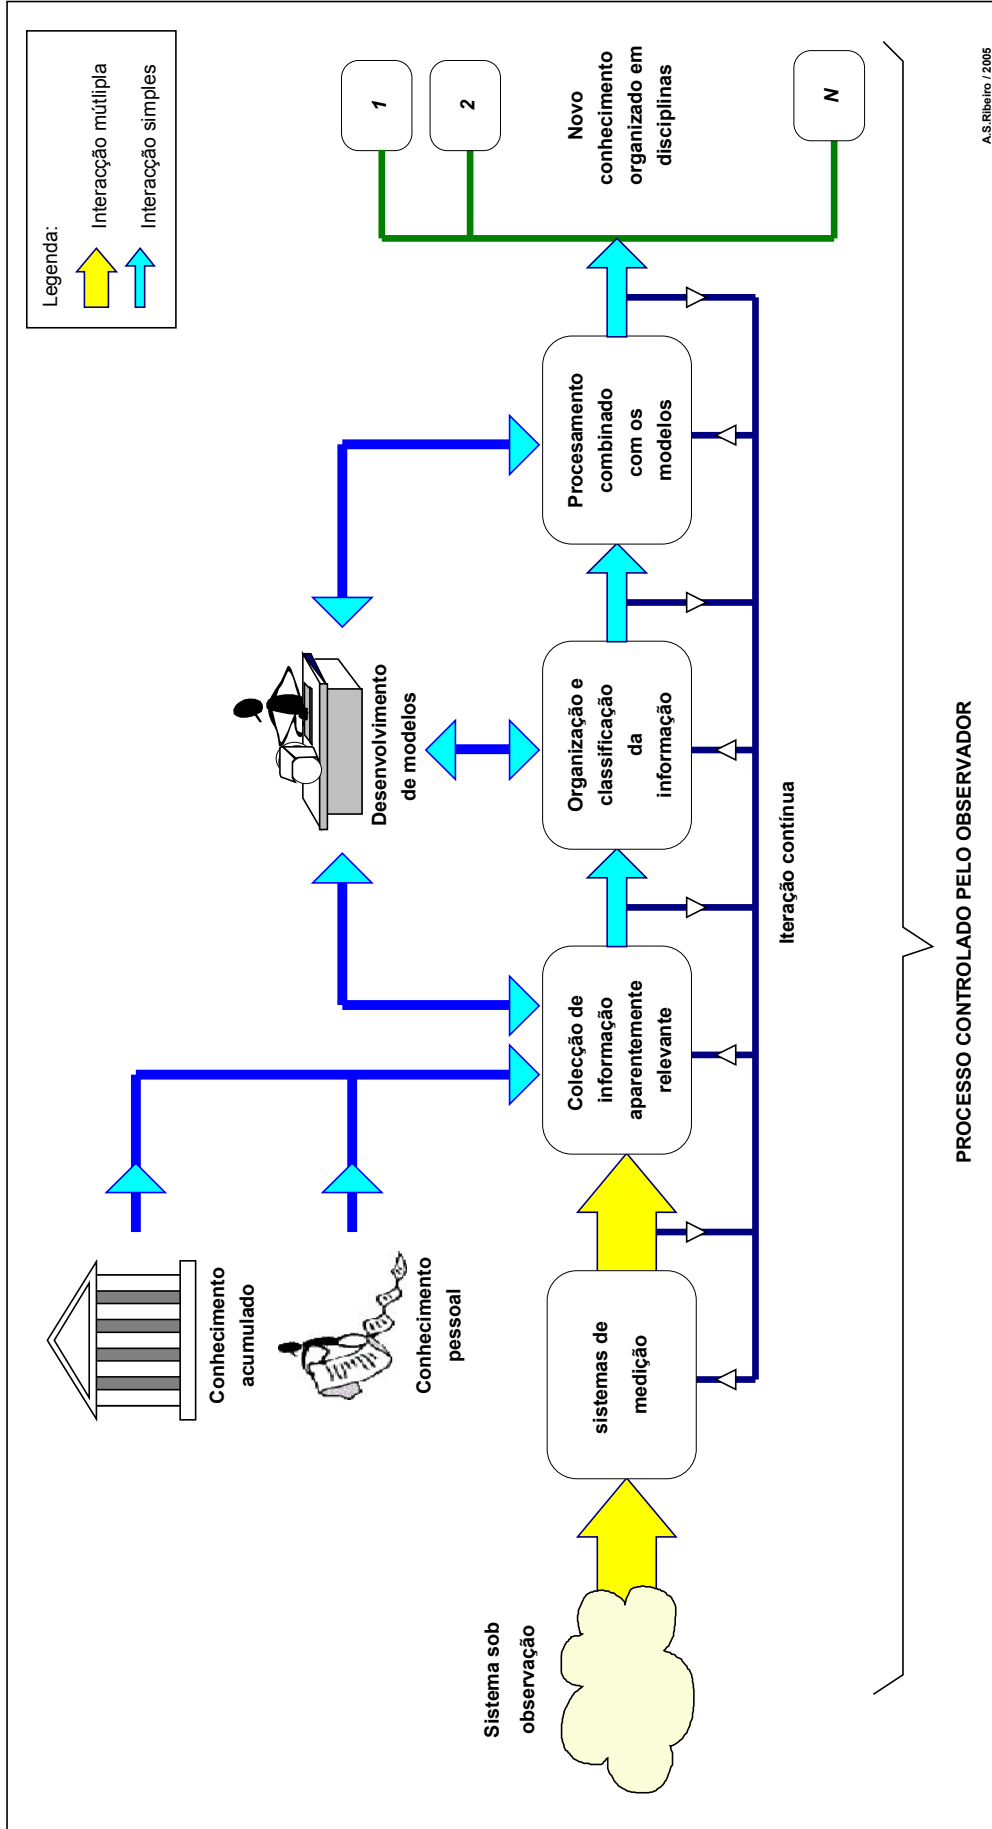 Legenda:
Interacção mútlipla
Interacção simples
Conhecimento
acumulado
Conhecimento
pessoal
Desenvolvimento
de modelos
Sistema sob
observação
sistemas de
medição
Colecção de
informação
aparentemente
relevante
Organização e
classificação
da
informação
Procesamento
combinado
com os
modelos
1
2
N
Novo
conhecimento
organizado em
disciplinas
Iteração contínua
PROCESSO CONTROLADO PELO OBSERVADOR
A.S.Ribeiro / 2005